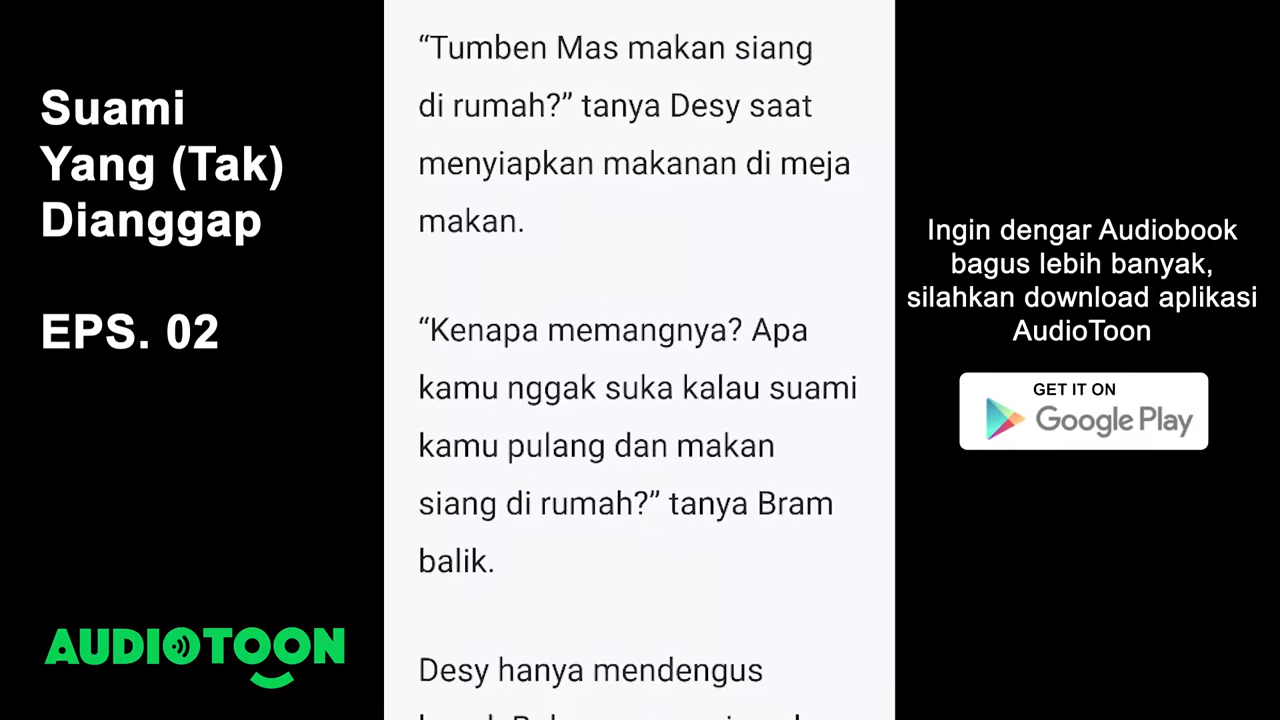 Suami
Yang (Tak)
Dianggap
EPS. 02
AUDIOTOON
“Tumben Mas makan siang
di rumah?” tanya Desy saat
menyiapkan makanan di meja
makan.
“Kenapa memangnya? Apa
kamu nggak suka kalau suami
kamu pulang dan makan
siang di rumah?” tanya Bram
balik.
Desy hanya mendengus
Ingin dengar Audiobook
bagus lebih banyak,
silahkan download aplikasi
AudioToon
GET IT ON
Google Play